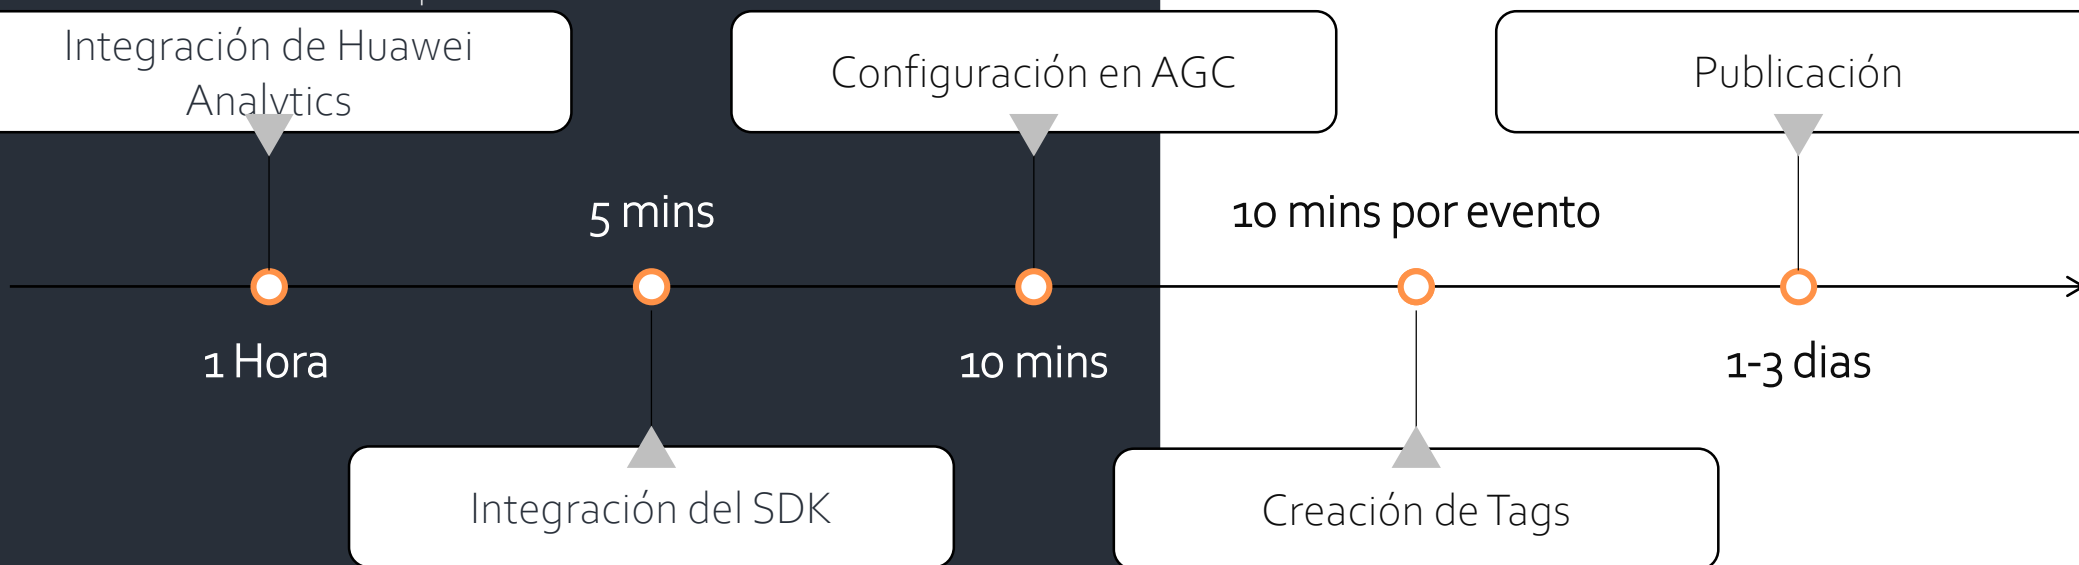 Integración de Huawei
Analytics
Configuración en AGC
Publicación
5 mins
10 mins por evento
1 Hora
10 mins
1-3 dias
Integración del SDK
Creación de Tags